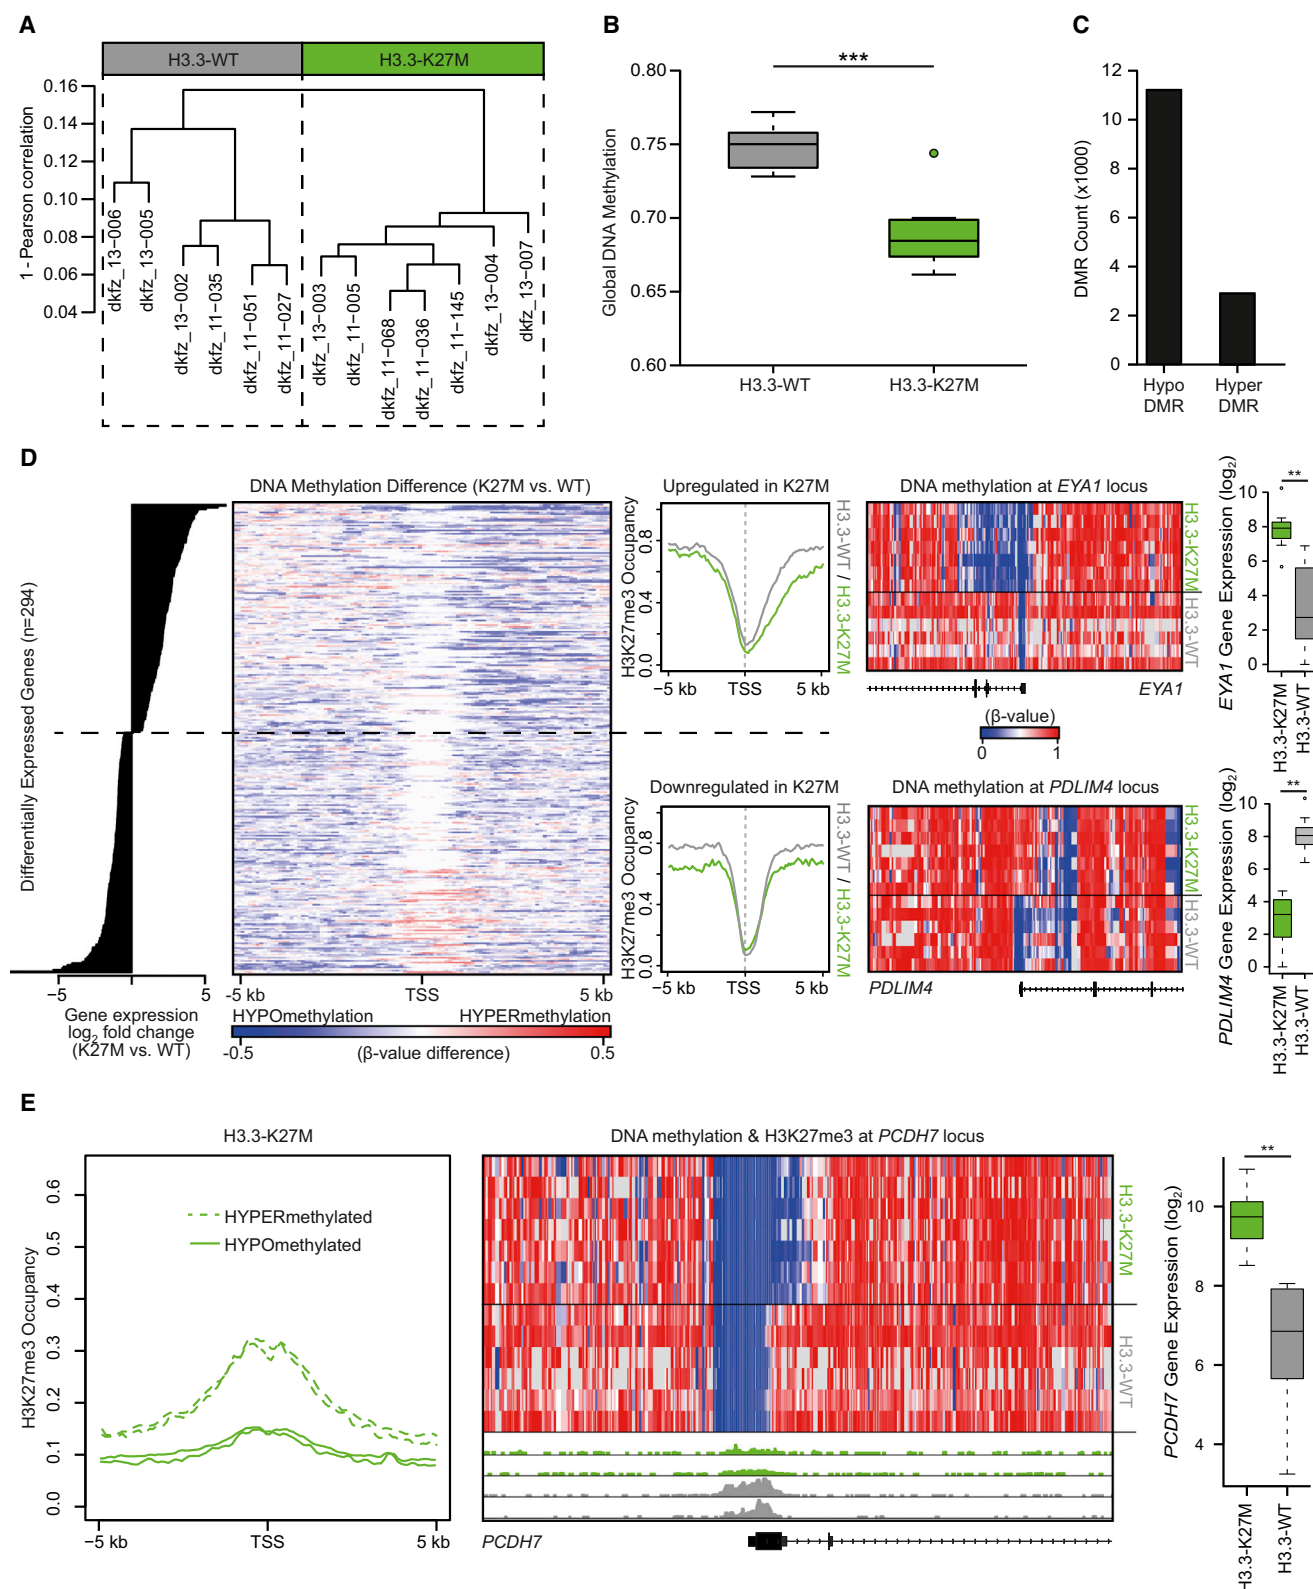 A
H3.3-WT
H3.3-K27M
1 - Pearson correlation
0.16
0.14
0.12
0.10
0.08
0.06
0.04
dkfz_13−006
dkfz_13−005
dkfz_13−002
dkfz_11−035
dkfz_11−051
dkfz_11−027
dkfz_13−003
dkfz_11−005
dkfz_11−068
dkfz_11−036
dkfz_11−145
dkfz_13−004
dkfz_13−007
B
Global DNA Methylation
0.80
0.75
0.70
0.65
0.60
***
H3.3-WT
H3.3-K27M
C
DMR Count (x1000)
12
10
8
6
4
2
0
Hypo DMR
Hyper DMR
D
Differentially Expressed Genes (n=294)
−5
5
Gene expression
log2 fold change
(K27M vs. WT)
DNA Methylation Difference (K27M vs. WT)
-5 kb
TSS
5 kb
HYPOmethylation
HYPERmethylation
-0.5
(β-value difference)
0.5
Upregulated in K27M
H3K27me3 Occupancy
0.8
0.4
0.0
−5 kb
TSS
5 kb
H3.3-WT / H3.3-K27M
DNA methylation at EYA1 locus
H3.3-K27M
H3.3-WT
EYA1
(β-value)
0
1
EYA1 Gene Expression (log2)
10
8
6
4
2
0
**
H3.3-K27M
H3.3-WT
Downregulated in K27M
H3K27me3 Occupancy
0.8
0.4
0.0
−5 kb
TSS
5 kb
H3.3-WT / H3.3-K27M
DNA methylation at PDLIM4 locus
H3.3-K27M
H3.3-WT
PDLIM4
PDLIM4 Gene Expression (log2)
10
8
6
4
2
0
**
H3.3-K27M
H3.3-WT
E
H3.3-K27M
H3K27me3 Occupancy
0.6
0.5
0.4
0.3
0.2
0.1
0.0
HYPERmethylated
HYPOmethylated
−5 kb
TSS
5 kb
DNA methylation & H3K27me3 at PCDH7 locus
H3.3-K27M
H3.3-WT
PCDH7
PCDH7 Gene Expression (log2)
10
8
6
4
**
H3.3-K27M
H3.3-WT